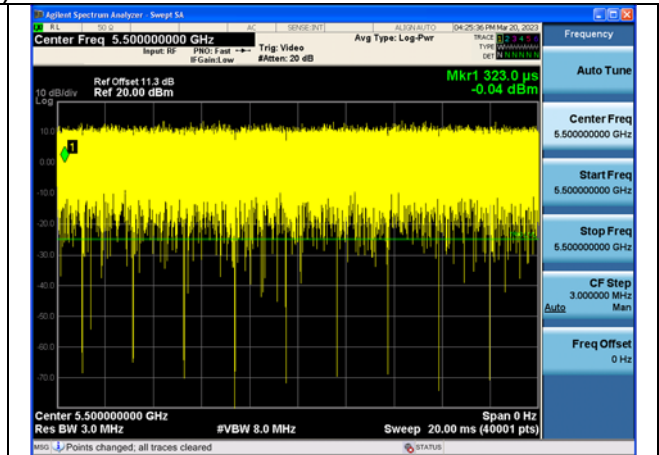 Agilent Spectrum Analyzer - Swept SA
RL 50 Ω AC SENSE:INT ALIGN AUTO 04:25:36 PM Mar 20, 2023
Center Freq 5.500000000 GHz
Input: RF PNO: Fast Trig: Video
IFGain:Low #Atten: 20 dB
Avg Type: Log-Pwr
TRACE 1 2 3 4 5 6
TYPE
DET N N N N N N
Frequency
Mkr1 323.0 µs
-0.04 dBm
Ref Offset 11.3 dB
10 dB/div Ref 20.00 dBm
Log
10.0
1
0.00
-10.0
-20.0
-30.0
-40.0
-50.0
-60.0
-70.0
Center 5.500000000 GHz Span 0 Hz
Res BW 3.0 MHz #VBW 8.0 MHz Sweep 20.00 ms (40001 pts)
MSG Points changed; all traces cleared STATUS
Auto Tune
Center Freq
5.500000000 GHz
Start Freq
5.500000000 GHz
Stop Freq
5.500000000 GHz
CF Step
3.000000 MHz
Auto Man
Freq Offset
0 Hz